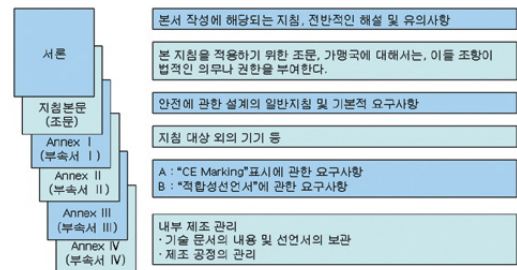 서론
본서 작성에 해당되는 지침, 전반적인 해설 및 유의사항
지침본문
(조문)
본 지침을 적용하기 위한 조문, 가맹국에 대해서는, 이들 조항이
법적인 의무나 권한을 부여한다.
Annex Ⅰ
(부속서 Ⅰ)
안전에 관한 설계의 일반지침 및 기본적 요구사항
Annex Ⅱ
(부속서 Ⅱ)
지침 대상 외의 기기 등
Annex Ⅲ
(부속서 Ⅲ)
A : “CE Marking”표시에 관한 요구사항
B : “적합성선언서”에 관한 요구사항
Annex Ⅳ
(부속서 Ⅳ)
내부 제조 관리
· 기술 문서의 내용 및 선언서의 보관
· 제조 공정의 관리